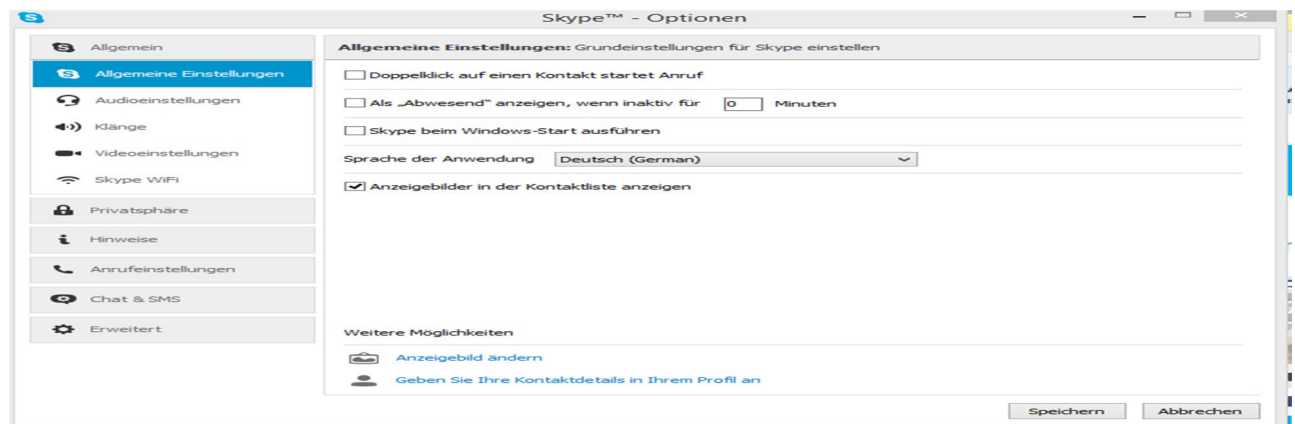 Skype™ - Optionen
Allgemein
Allgemeine Einstellungen
Audioeinstellungen
Klänge
Videoeinstellungen
Skype WiFi
Privatsphäre
Hinweise
Anrufeinstellungen
Chat & SMS
Erweitert
Allgemeine Einstellungen: Grundeinstellungen für Skype einstellen
Doppelklick auf einen Kontakt startet Anruf
Als „Abwesend“ anzeigen, wenn inaktiv für 0 Minuten
Skype beim Windows-Start ausführen
Sprache der Anwendung Deutsch (German)
Anzeigebilder in der Kontaktliste anzeigen
Weitere Möglichkeiten
Anzeigebild ändern
Geben Sie Ihre Kontaktdetails in Ihrem Profil an
Speichern Abbrechen